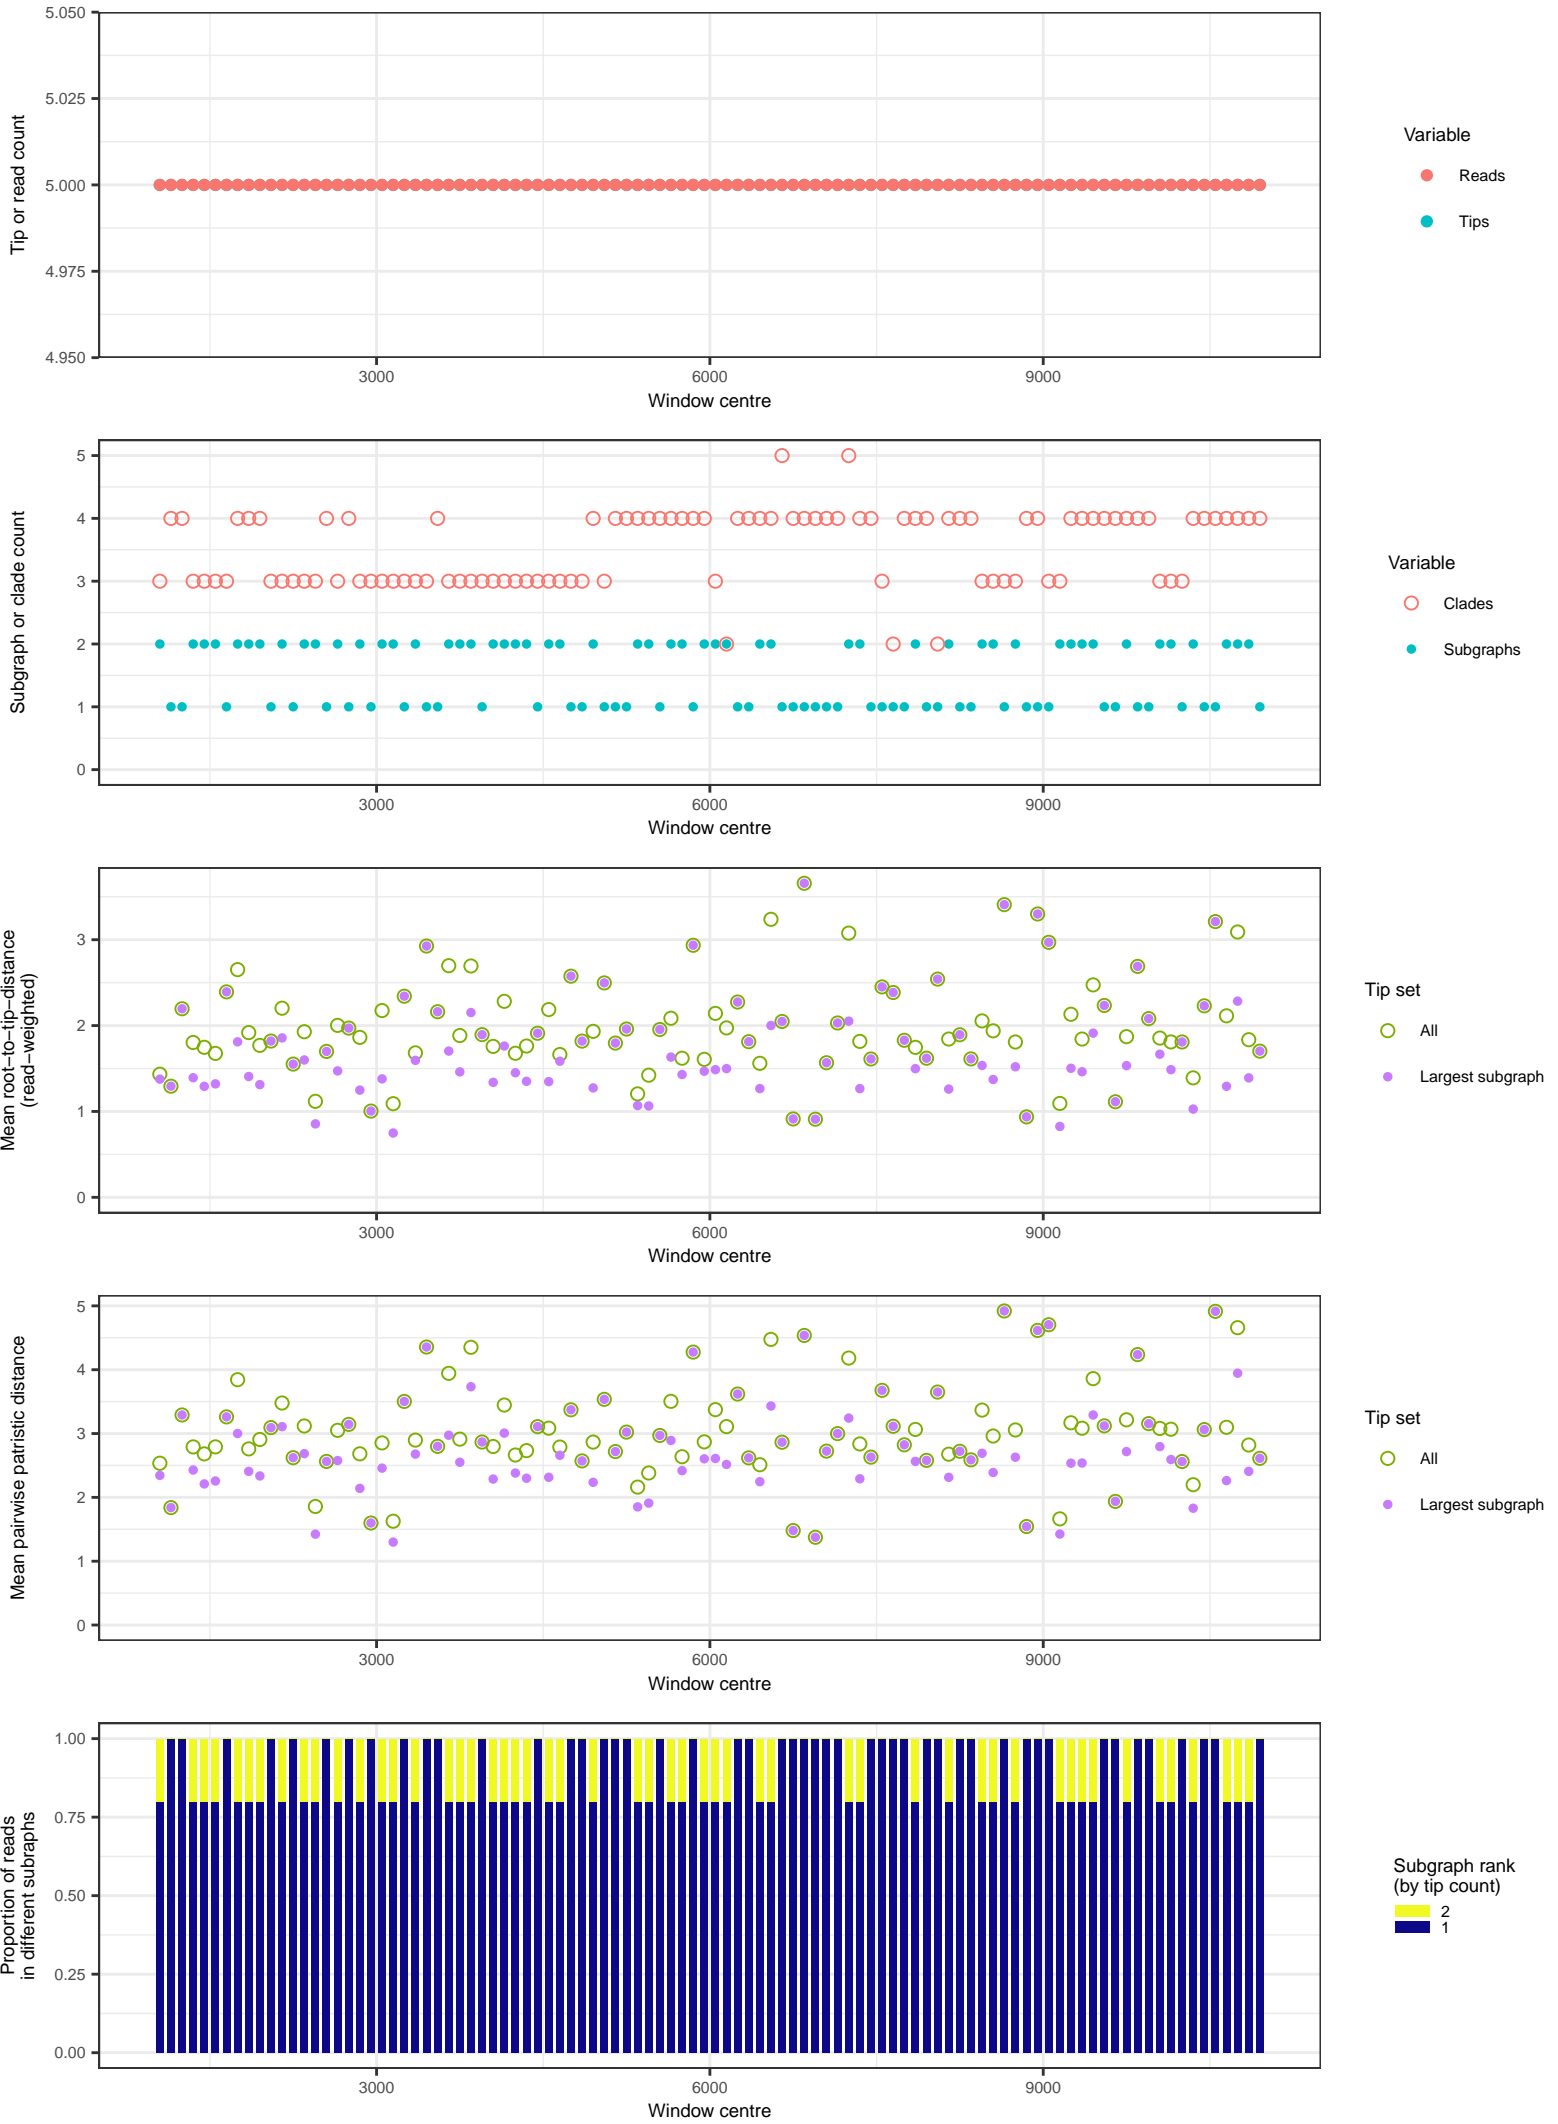 5.050
5.025
5.000
4.975
4.950
Tip or read count
3000 6000 9000
Window centre
Variable
Reads
Tips
5
4
3
2
1
0
Subgraph or clade count
3000 6000 9000
Window centre
Variable
Clades
Subgraphs
3
2
1
0
Mean root−to−tip−distance
(read−weighted)
3000 6000 9000
Window centre
Tip set
All
Largest subgraph
5
4
3
2
1
0
Mean pairwise patristic distance
3000 6000 9000
Window centre
Tip set
All
Largest subgraph
1.00
0.75
0.50
0.25
0.00
Proportion of reads
in different subraphs
3000 6000 9000
Window centre
Subgraph rank
(by tip count)
2
1